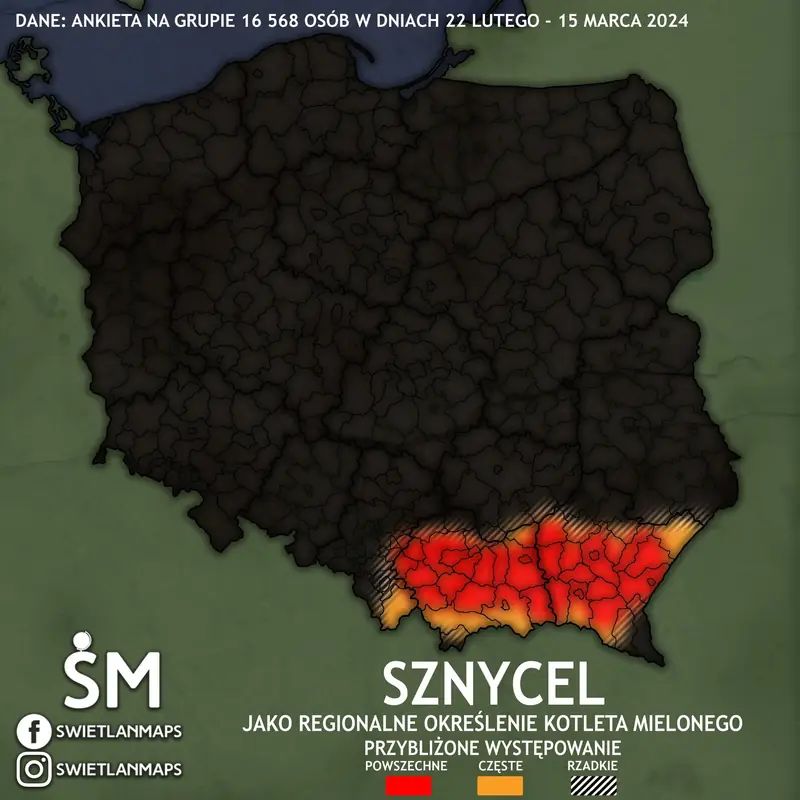 DANE: ANKIETA NA GRUPIE 16 568 OSÓB W DNIACH 22 LUTEGO - 15 MARCA 2024
ŚM
SWIETLANMAPS
SWIETLANMAPS
SZNYCEL
JAKO REGIONALNE OKREŚLENIE KOTLETA MIELONEGO
PRZYBLIŻONE WYSTĘPOWANIE
POWSZECHNE CZĘSTE RZADKIE